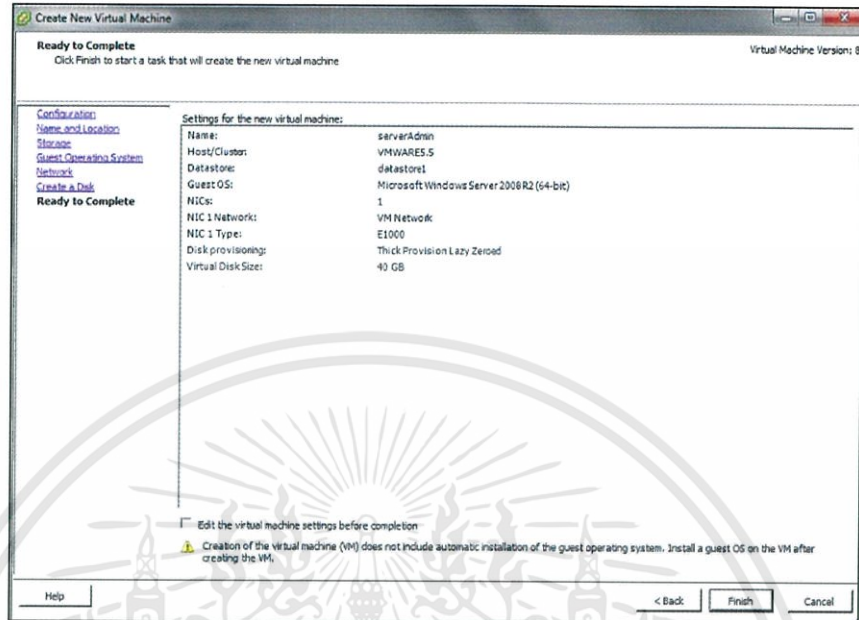 Create New Virtual Machine
Ready to Complete
Click Finish to start a task that will create the new virtual machine
Virtual Machine Version: 8
Configuration
Name and Location
Storage
Guest Operating System
Network
Create a Disk
Ready to Complete
Settings for the new virtual machine:
Name: serverAdmin
Host/Cluster: VMWARE5.5
Datastore: datastore1
Guest OS: Microsoft Windows Server 2008 R2 (64-bit)
NICs: 1
NIC 1 Network: VM Network
NIC 1 Type: E1000
Disk provisioning: Thick Provision Lazy Zeroed
Virtual Disk Size: 40 GB
Edit the virtual machine settings before completion
Creation of the virtual machine (VM) does not include automatic installation of the guest operating system. Install a guest OS on the VM after
creating the VM.
Help
< Back
Finish
Cancel